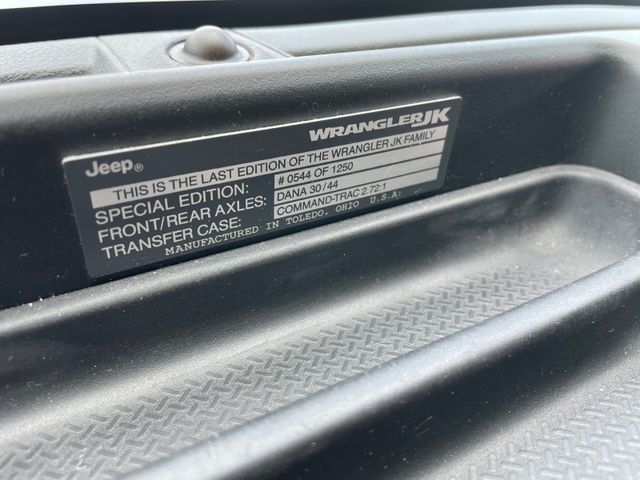 WRANGLERJK
Jeep®
THIS IS THE LAST EDITION OF THE WRANGLER JK FAMILY
SPECIAL EDITION: # 0544 OF 1250
FRONT/REAR AXLES: DANA 30/44
TRANSFER CASE: COMMAND-TRAC 2.72:1
MANUFACTURED IN TOLEDO, OHIO U.S.A.